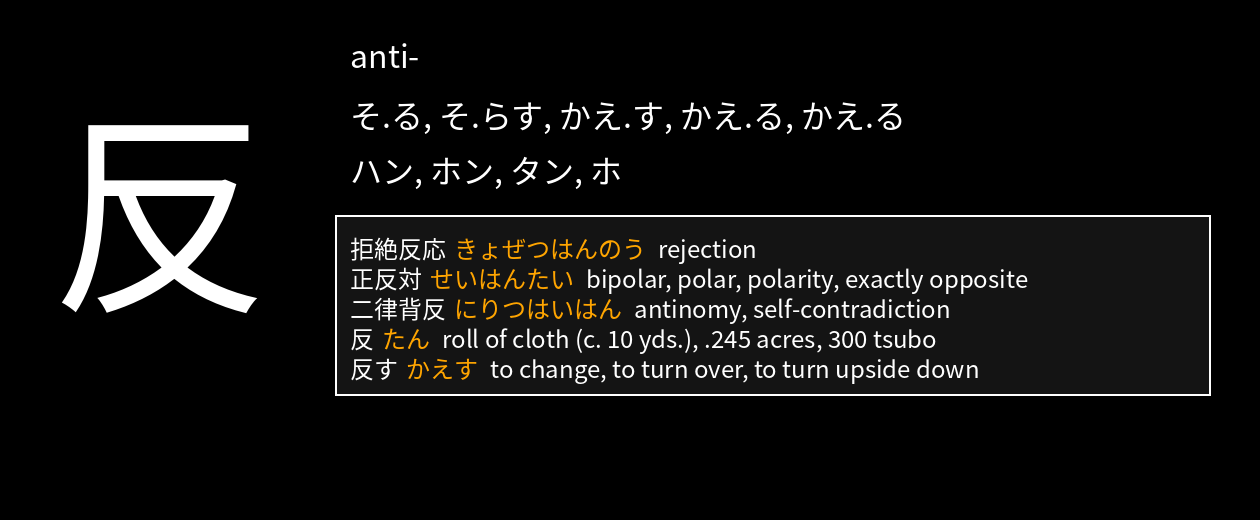 反
anti-
そ.る, そ.らす, かえ.す, かえ.る, かえ.る
ハン, ホン, タン, ホ
拒絶反応 きょぜつはんのう rejection
正反対 せいはんたい bipolar, polar, polarity, exactly opposite
二律背反 にりつはいはん antinomy, self-contradiction
反 たん roll of cloth (c. 10 yds.), .245 acres, 300 tsubo
反す かえす to change, to turn over, to turn upside down